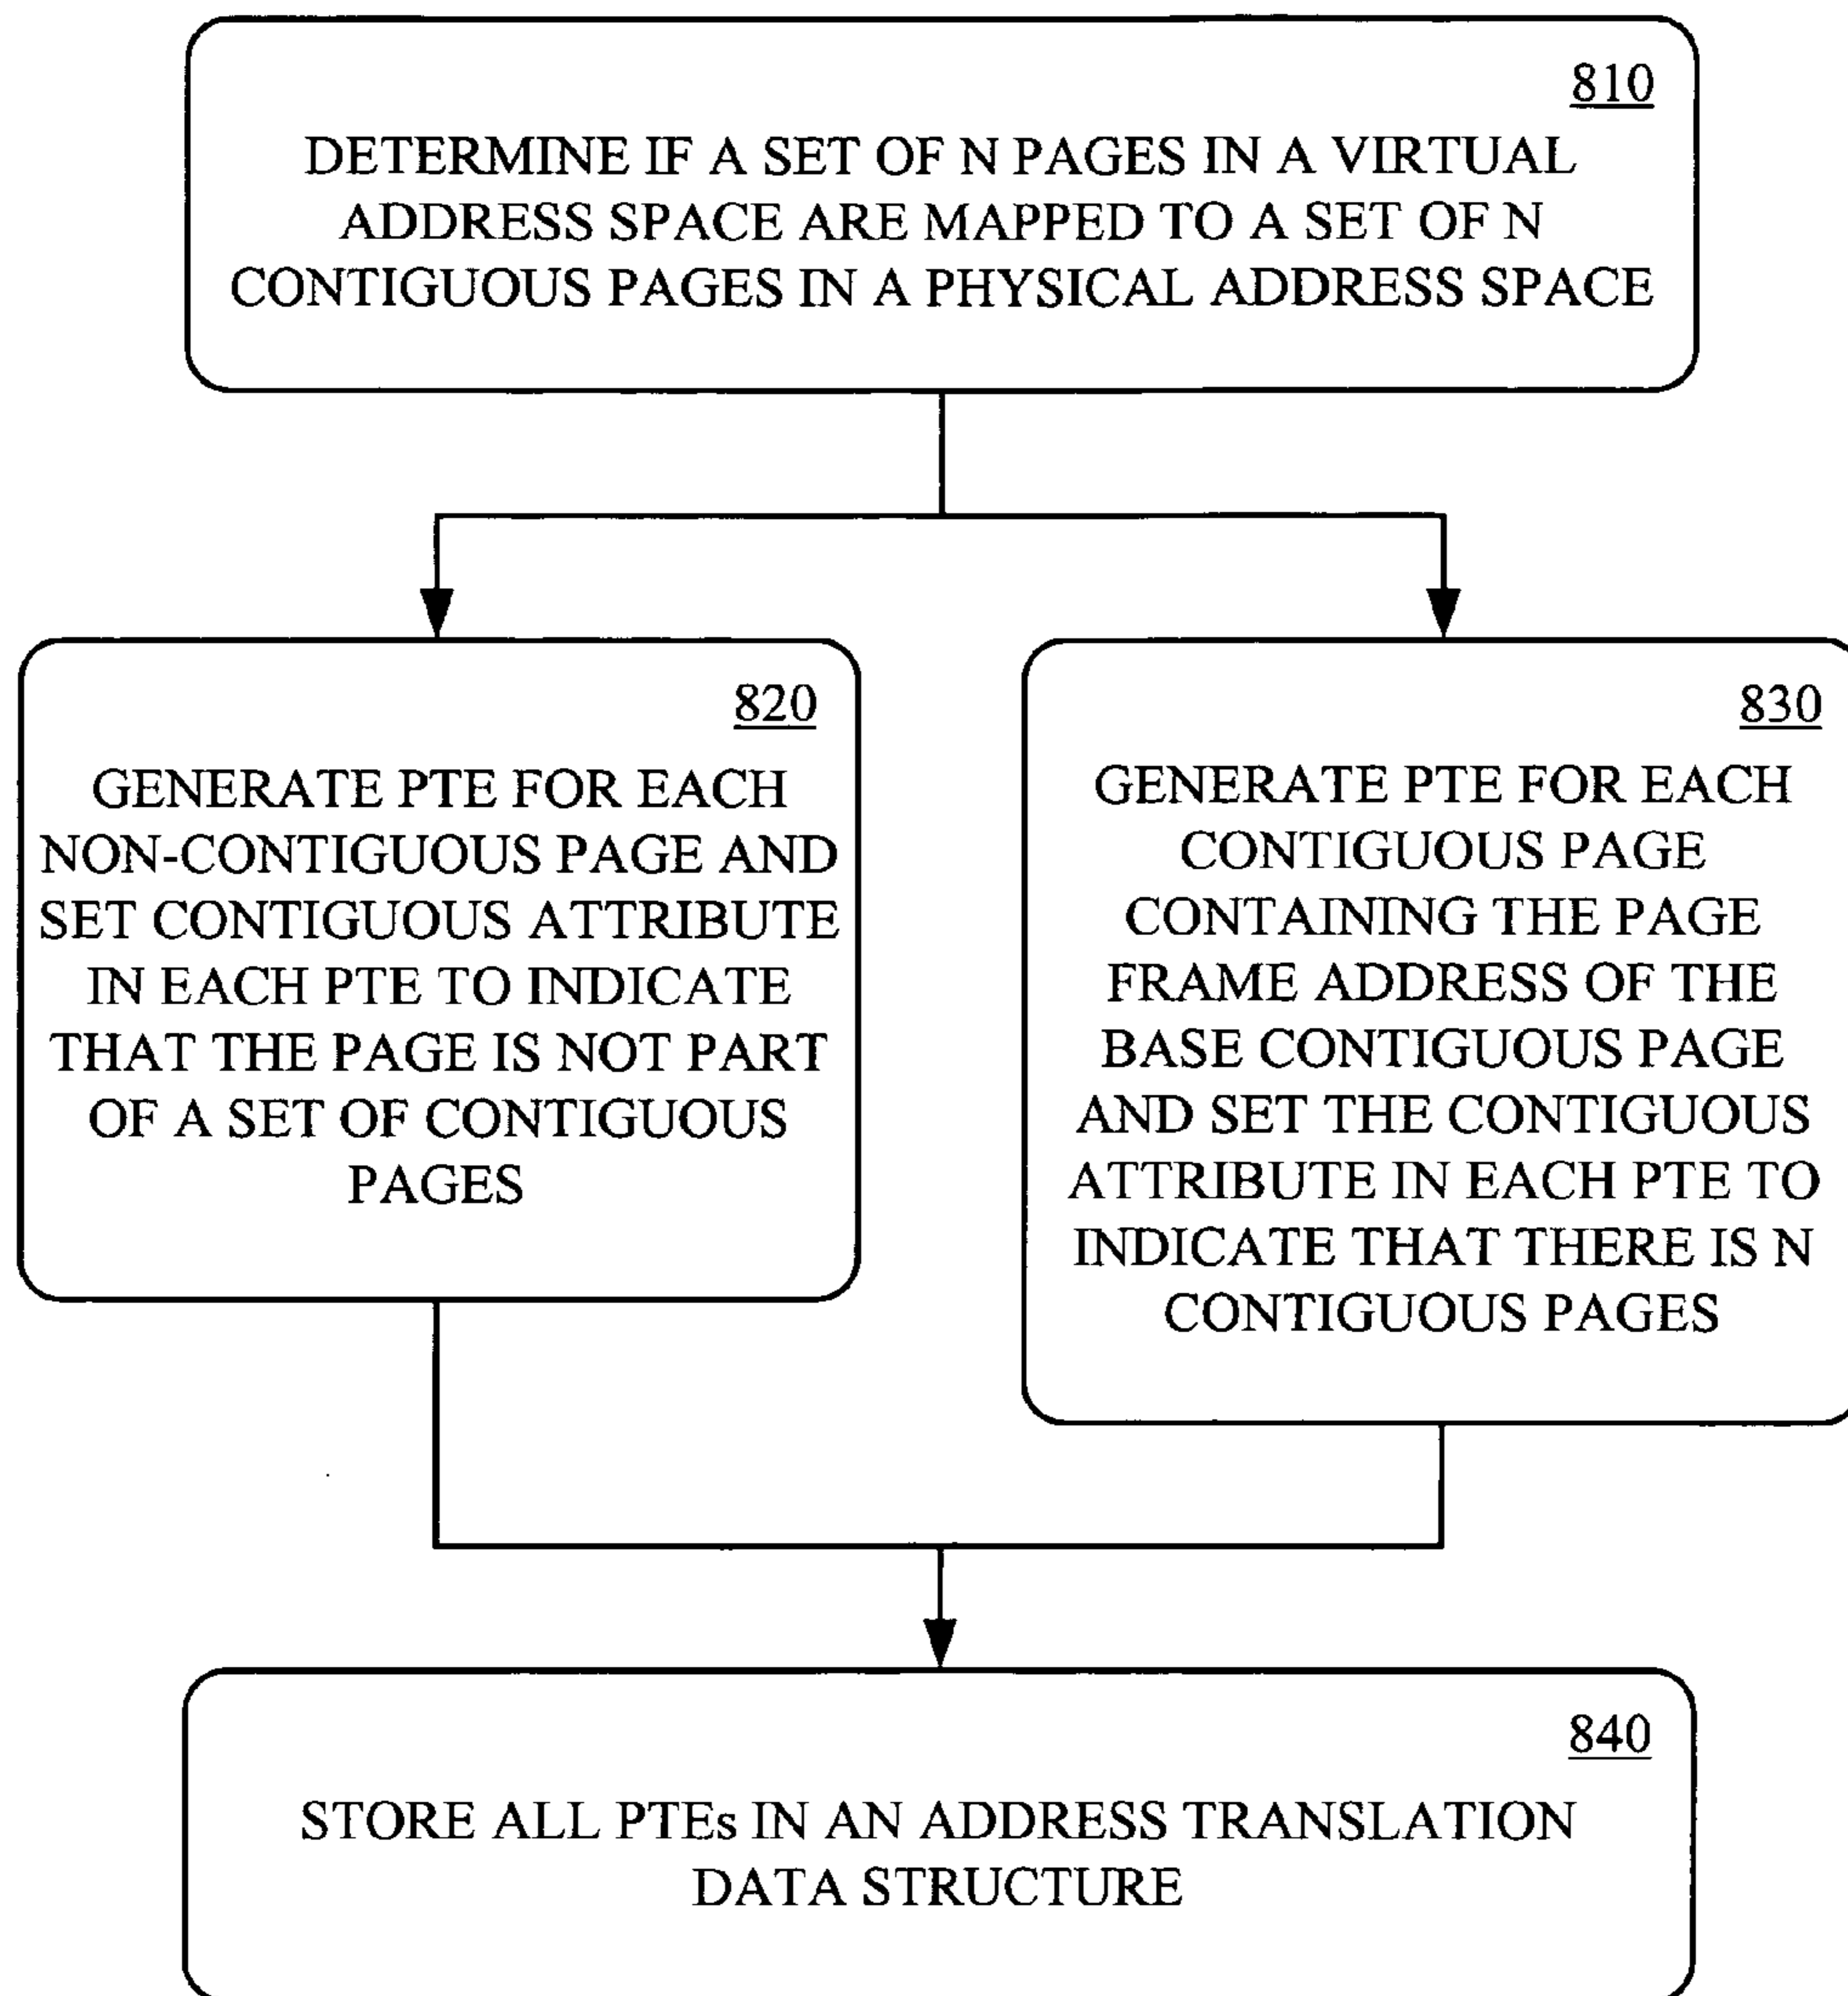 810
DETERMINE IF A SET OF N PAGES IN A VIRTUAL
ADDRESS SPACE ARE MAPPED TO A SET OF N
CONTIGUOUS PAGES IN A PHYSICAL ADDRESS SPACE
820
GENERATE PTE FOR EACH
NON-CONTIGUOUS PAGE AND
SET CONTIGUOUS ATTRIBUTE
IN EACH PTE TO INDICATE
THAT THE PAGE IS NOT PART
OF A SET OF CONTIGUOUS
PAGES
830
GENERATE PTE FOR EACH
CONTIGUOUS PAGE
CONTAINING THE PAGE
FRAME ADDRESS OF THE
BASE CONTIGUOUS PAGE
AND SET THE CONTIGUOUS
ATTRIBUTE IN EACH PTE TO
INDICATE THAT THERE IS N
CONTIGUOUS PAGES
840
STORE ALL PTEs IN AN ADDRESS TRANSLATION
DATA STRUCTURE